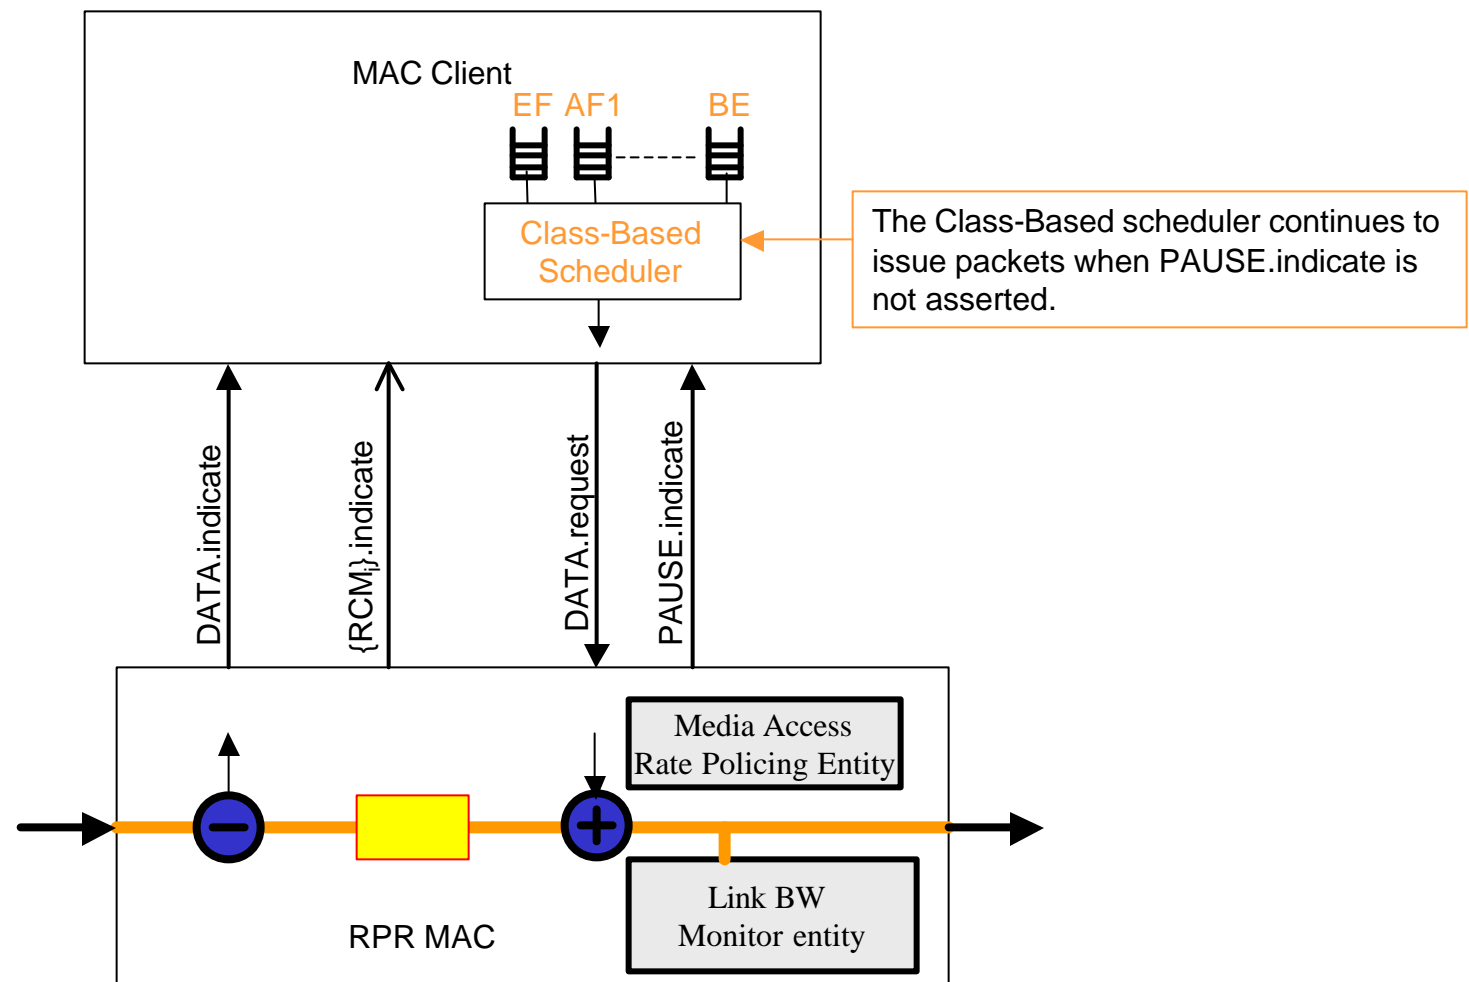 MAC Client
EF AF1 BE
Class-Based
Scheduler
The Class-Based scheduler continues to
issue packets when PAUSE.indicate is
not asserted.
DATA.indicate
{RCMj}.indicate
DATA.request
PAUSE.indicate
Media Access
Rate Policing Entity
Link BW
Monitor entity
RPR MAC